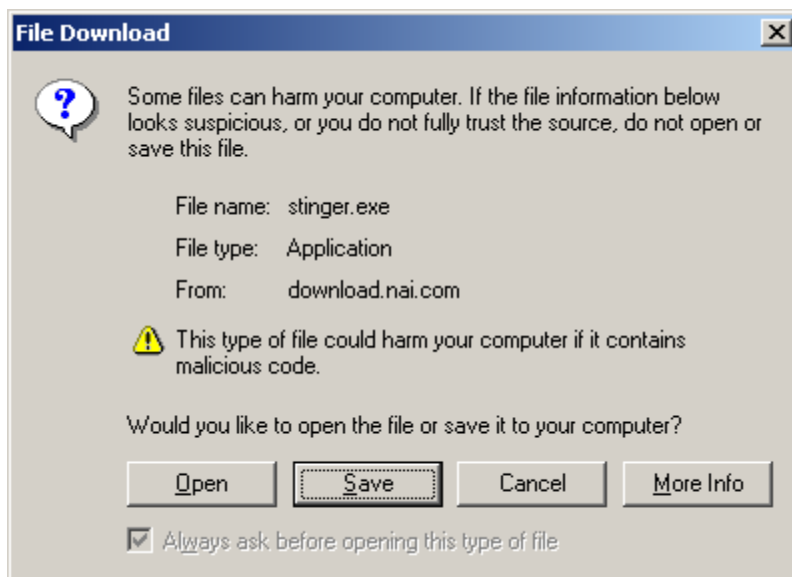 File Download
Some files can harm your computer. If the file information below
looks suspicious, or you do not fully trust the source, do not open or
save this file.
File name: stinger.exe
File type: Application
From: download.nai.com
This type of file could harm your computer if it contains
malicious code.
Would you like to open the file or save it to your computer?
Open Save Cancel More Info
Always ask before opening this type of file